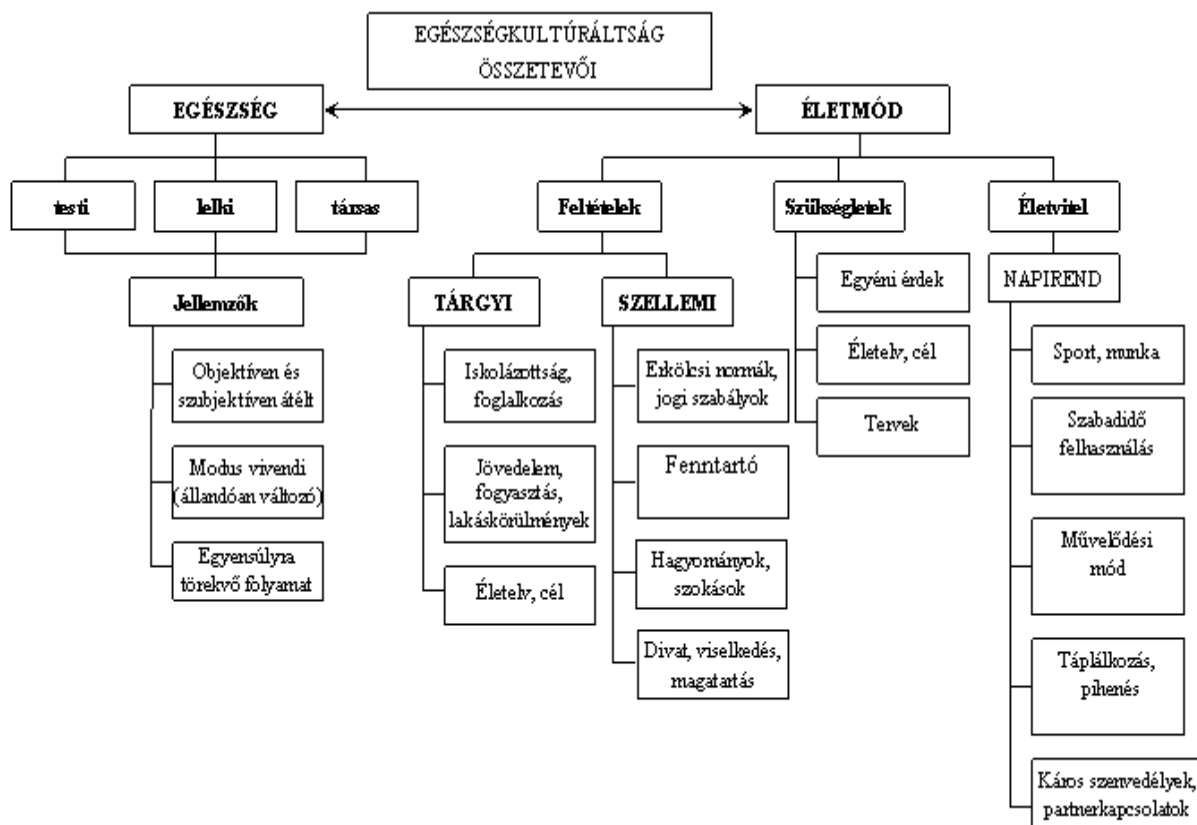 EGÉSZSÉGKULTÚRÁLTSÁG
ÖSSZETEVŐI
EGÉSZSÉG
ÉLETMÓD
testi
lelki
társas
Feltételek
Szükségletek
Életvitel
Jellemzők
TÁRGYI
SZELLEMI
Egyéni érdek
NAPIREND
Objektíven és
szubjektíven átélt
Iskolázottság,
foglalkozás
Erkölcsi normák,
jogi szabályok
Életelv, cél
Sport, munka
Tervek
Szabadidő
felhasználás
Modus vivendi
(állandóan változó)
Jövedelem,
fogyasztás,
lakáskörülmények
Fenntartó
Művelődési
mód
Egyensúlyra
törekvő folyamat
Életelv, cél
Hagyományok,
szokások
Divat, viselkedés,
magatartás
Táplálkozás,
pihenés
Káros szenvedélyek,
partnerkapcsolatok